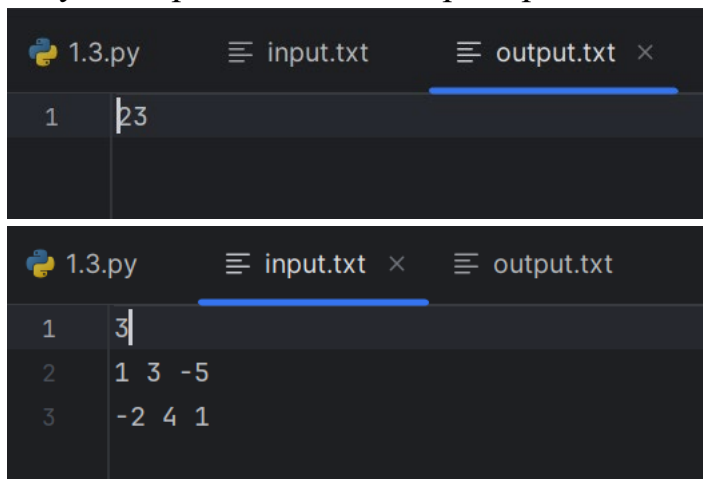 1.3.py input.txt output.txt ×
1 23
1.3.py input.txt × output.txt
1 3
2 1 3 -5
3 -2 4 1